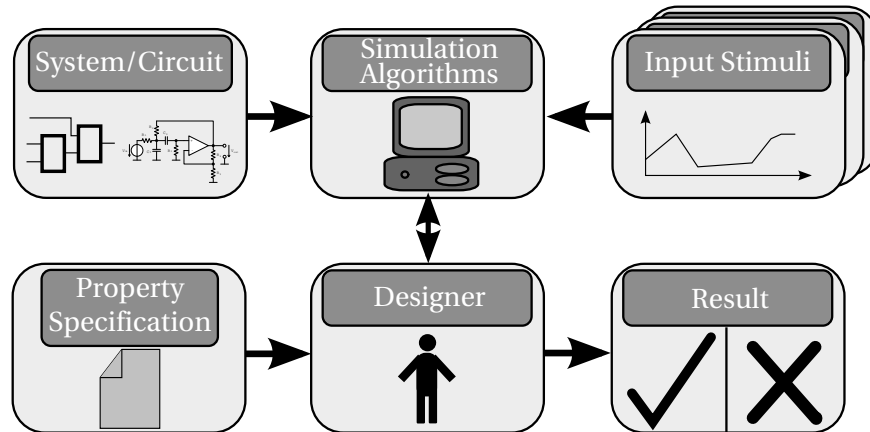 System/Circuit
Simulation
Algorithms
Input Stimuli
Property
Specification
Designer
Result